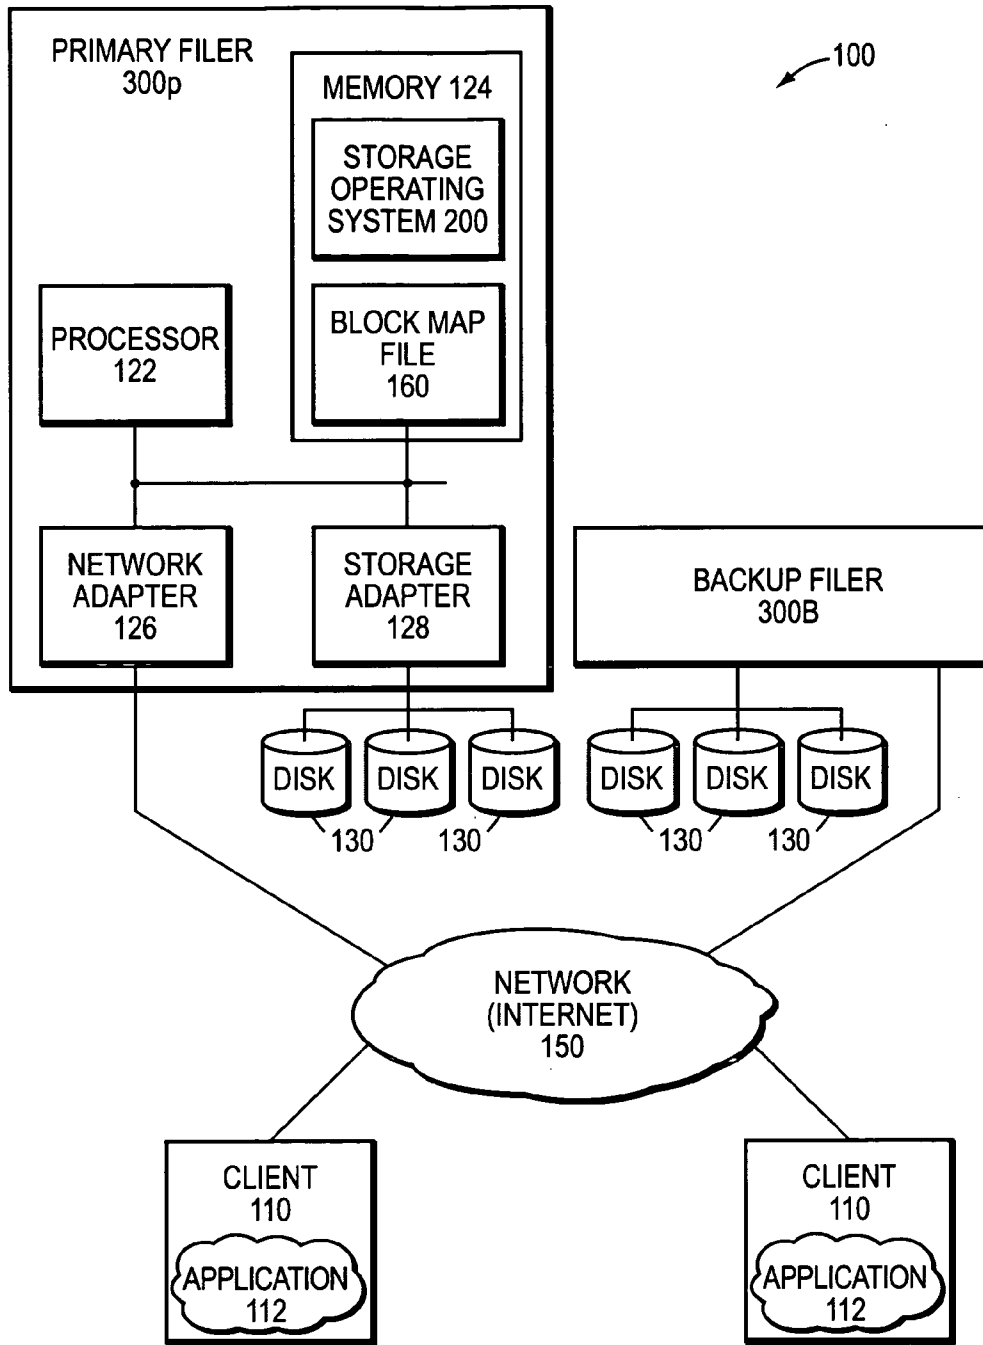 PRIMARY FILER
300p
100
MEMORY 124
STORAGE
OPERATING
SYSTEM 200
PROCESSOR
122
BLOCK MAP
FILE
160
NETWORK
ADAPTER
126
STORAGE
ADAPTER
128
BACKUP FILER
300B
DISK
DISK
DISK
DISK
DISK
DISK
130
130
130
130
NETWORK
(INTERNET)
150
CLIENT
110
APPLICATION
112
CLIENT
110
APPLICATION
112